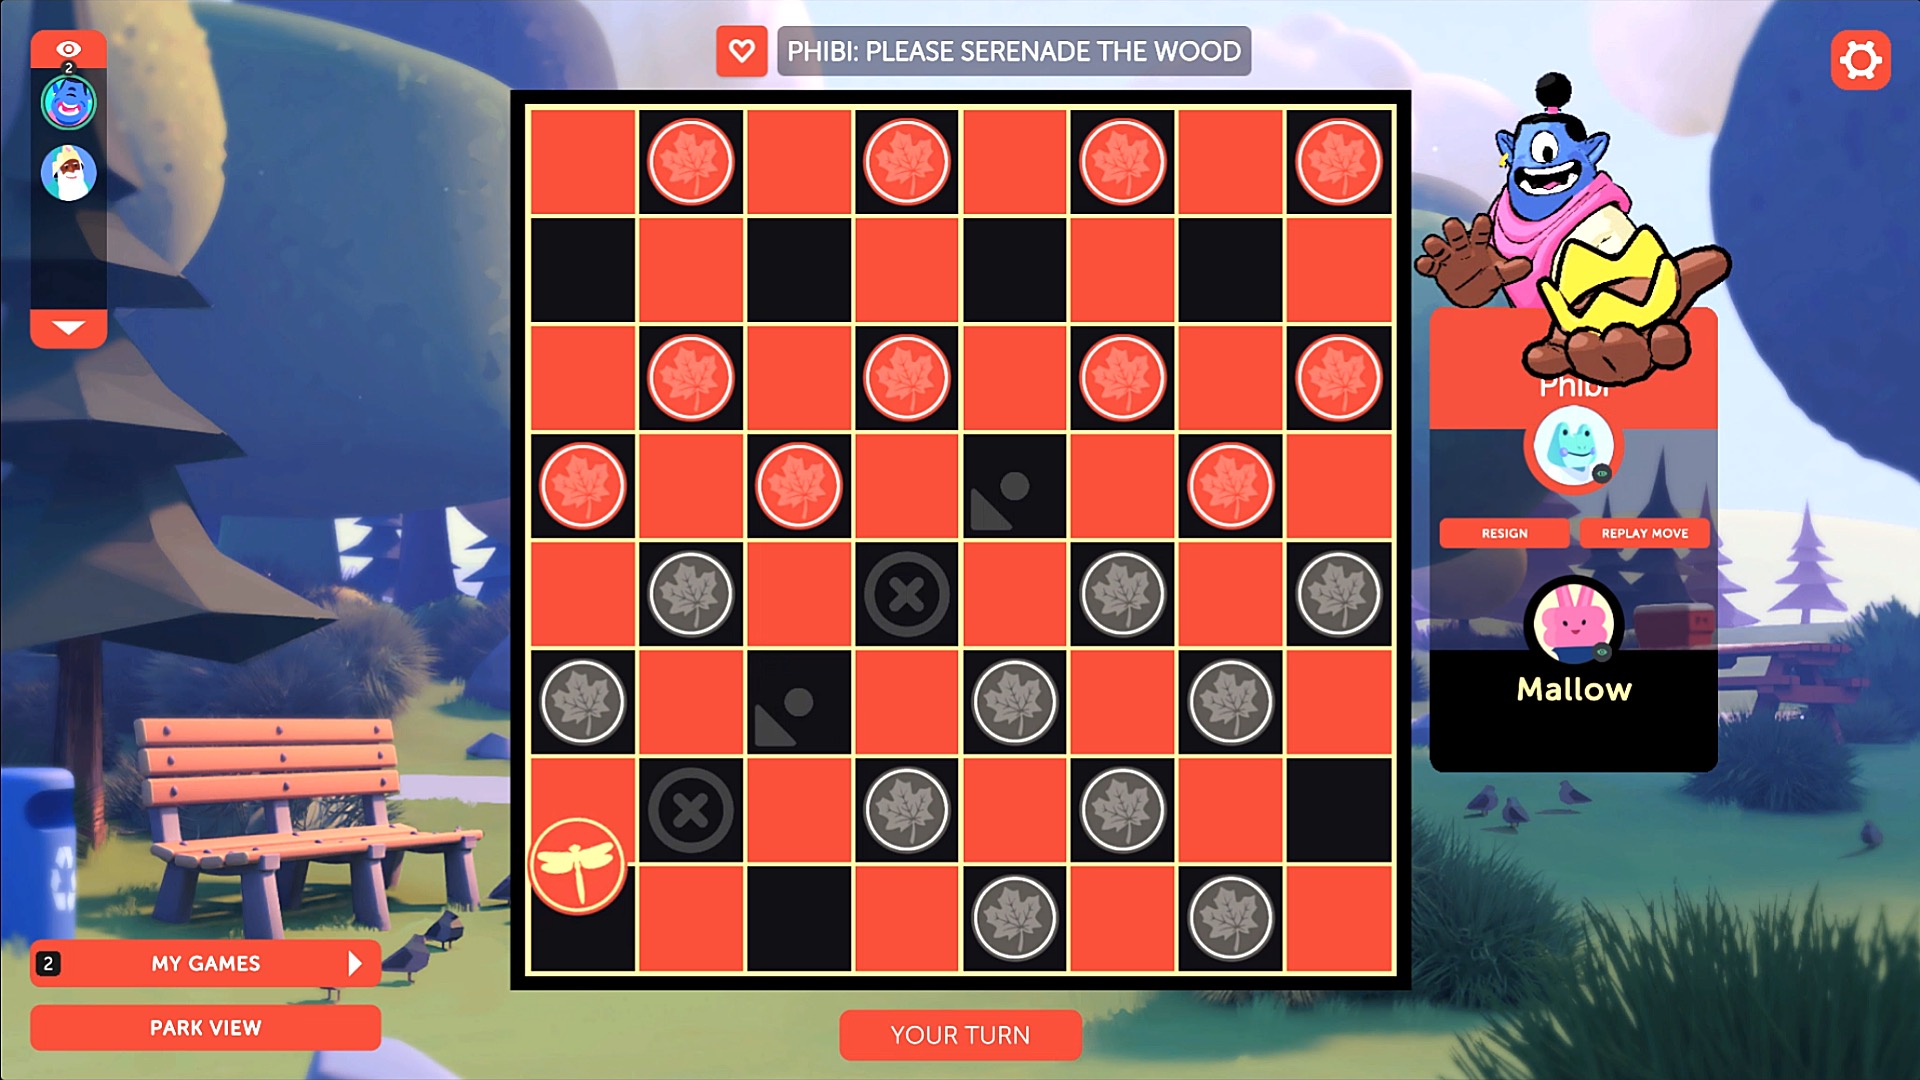 2
PHIBI: PLEASE SERENADE THE WOOD
Phibi
RESIGN
REPLAY MOVE
Mallow
2
MY GAMES
PARK VIEW
YOUR TURN